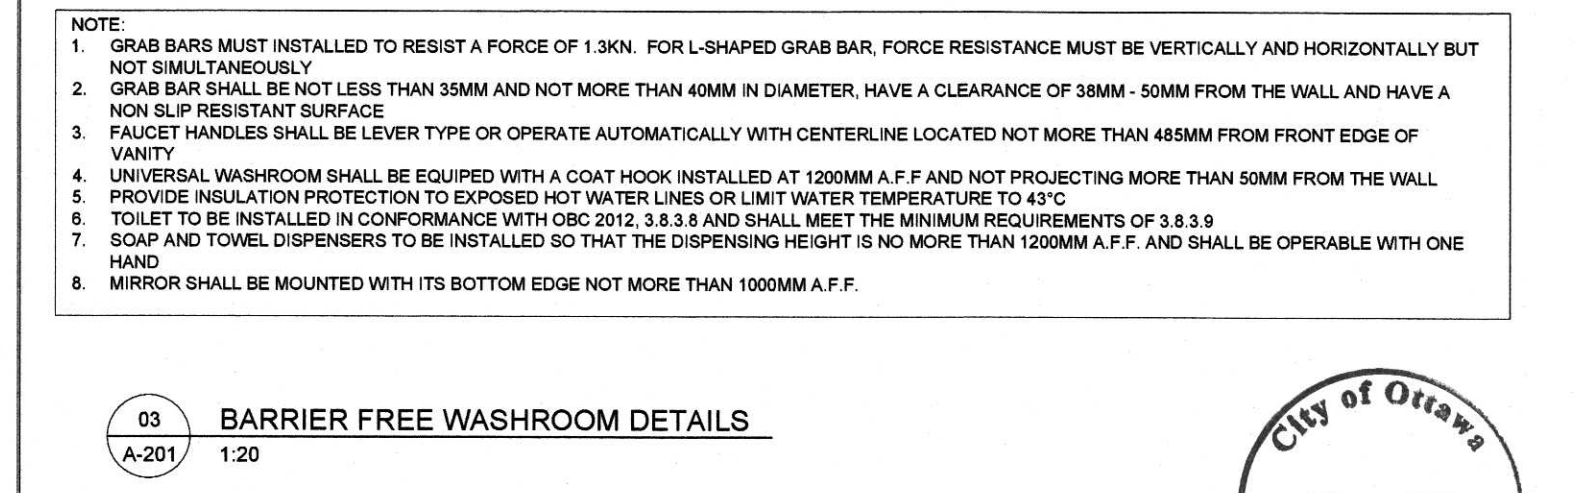 NOTE:
1. GRAB BARS MUST INSTALLED TO RESIST A FORCE OF 1.3KN. FOR L-SHAPED GRAB BAR, FORCE RESISTANCE MUST BE VERTICALLY AND HORIZONTALLY BUT
NOT SIMULTANEOUSLY
2. GRAB BAR SHALL BE NOT LESS THAN 35MM AND NOT MORE THAN 40MM IN DIAMETER, HAVE A CLEARANCE OF 38MM - 50MM FROM THE WALL AND HAVE A
NON SLIP RESISTANT SURFACE
3. FAUCET HANDLES SHALL BE LEVER TYPE OR OPERATE AUTOMATICALLY WITH CENTERLINE LOCATED NOT MORE THAN 485MM FROM FRONT EDGE OF
VANITY
4. UNIVERSAL WASHROOM SHALL BE EQUIPED WITH A COAT HOOK INSTALLED AT 1200MM A.F.F AND NOT PROJECTING MORE THAN 50MM FROM THE WALL
5. PROVIDE INSULATION PROTECTION TO EXPOSED HOT WATER LINES OR LIMIT WATER TEMPERATURE TO 43°C
6. TOILET TO BE INSTALLED IN CONFORMANCE WITH OBC 2012, 3.8.3.8 AND SHALL MEET THE MINIMUM REQUIREMENTS OF 3.8.3.9
7. SOAP AND TOWEL DISPENSERS TO BE INSTALLED SO THAT THE DISPENSING HEIGHT IS NO MORE THAN 1200MM A.F.F. AND SHALL BE OPERABLE WITH ONE
HAND
8. MIRROR SHALL BE MOUNTED WITH ITS BOTTOM EDGE NOT MORE THAN 1000MM A.F.F.
03
BARRIER FREE WASHROOM DETAILS
A-201
1:20
City of Ottawa